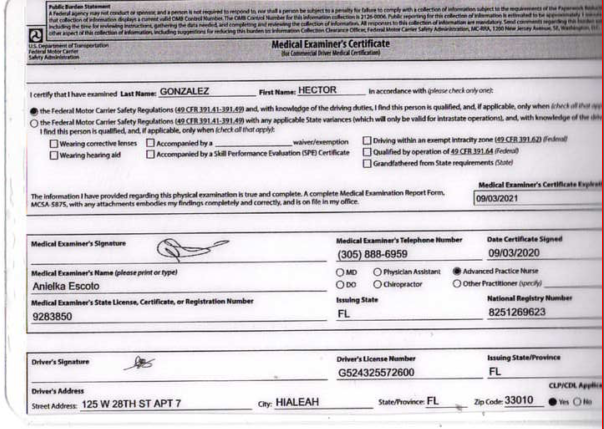 Public Burden Statement
A Federal agency may not conduct or sponsor, and a person is not required to respond to, nor shall a person be subject to a penalty for failure to comply with a collection of information subject to the requirements of the Paperwork
that collection of information displays a current valid OMB Control Number. The OMB Control Number for this information collection is 2126-0006. Public reporting for this collection of information is estimated to be approximately
including the time for reviewing instructions, gathering the data needed, and completing and reviewing the collection of information. All responses to this collection of information are mandatory. Send comments regarding this burden
other aspect of this collection of information, including suggestions for reducing this burden to: Information Collection Clearance Officer, Federal Motor Carrier Safety Administration, MC-RRA, 1200 New Jersey Avenue, SE,
U.S. Department of Transportation
Federal Motor Carrier
Safety Administration
Medical Examiner's Certificate
(for Commercial Driver Medical Certification)
I certify that I have examined Last Name: GONZALEZ First Name: HECTOR In accordance with (please check only one):
the Federal Motor Carrier Safety Regulations (49 CFR 391.41-391.49) and, with knowledge of the driving duties, I find this person is qualified, and, if applicable, only when (check all that
the Federal Motor Carrier Safety Regulations (49 CFR 391.41-391.49) with any applicable State variances (which will only be valid for intrastate operations), and, with knowledge of the
I find this person is qualified, and, if applicable, only when (check all that apply):
Wearing corrective lenses Accompanied by a waiver/exemption Driving within an exempt intracity zone (49 CFR 391.62) (Federal)
Wearing hearing aid Accompanied by a Skill Performance Evaluation (SPE) Certificate Qualified by operation of 49 CFR 391.64 (Federal)
Grandfathered from State requirements (State)
The information I have provided regarding this physical examination is true and complete. A complete Medical Examination Report Form,
MCSA-5875, with any attachments embodies my findings completely and correctly, and is on file in my office.
Medical Examiner's Certificate
09/03/2021
Medical Examiner's Signature Medical Examiner's Telephone Number Date Certificate Signed
(305) 888-6959 09/03/2020
Medical Examiner's Name (please print or type) MD Physician Assistant Advanced Practice Nurse
Anielka Escoto DO Chiropractor Other Practitioner (specify)
Medical Examiner's State License, Certificate, or Registration Number Issuing State National Registry Number
9283850 FL 8251269623
Driver's Signature Driver's License Number Issuing State/Province
G524325572600 FL
Driver's Address CLP/CDL
Street Address: 125 W 28TH ST APT 7 City: HIALEAH State/Province: FL Zip Code: 33010 Yes No